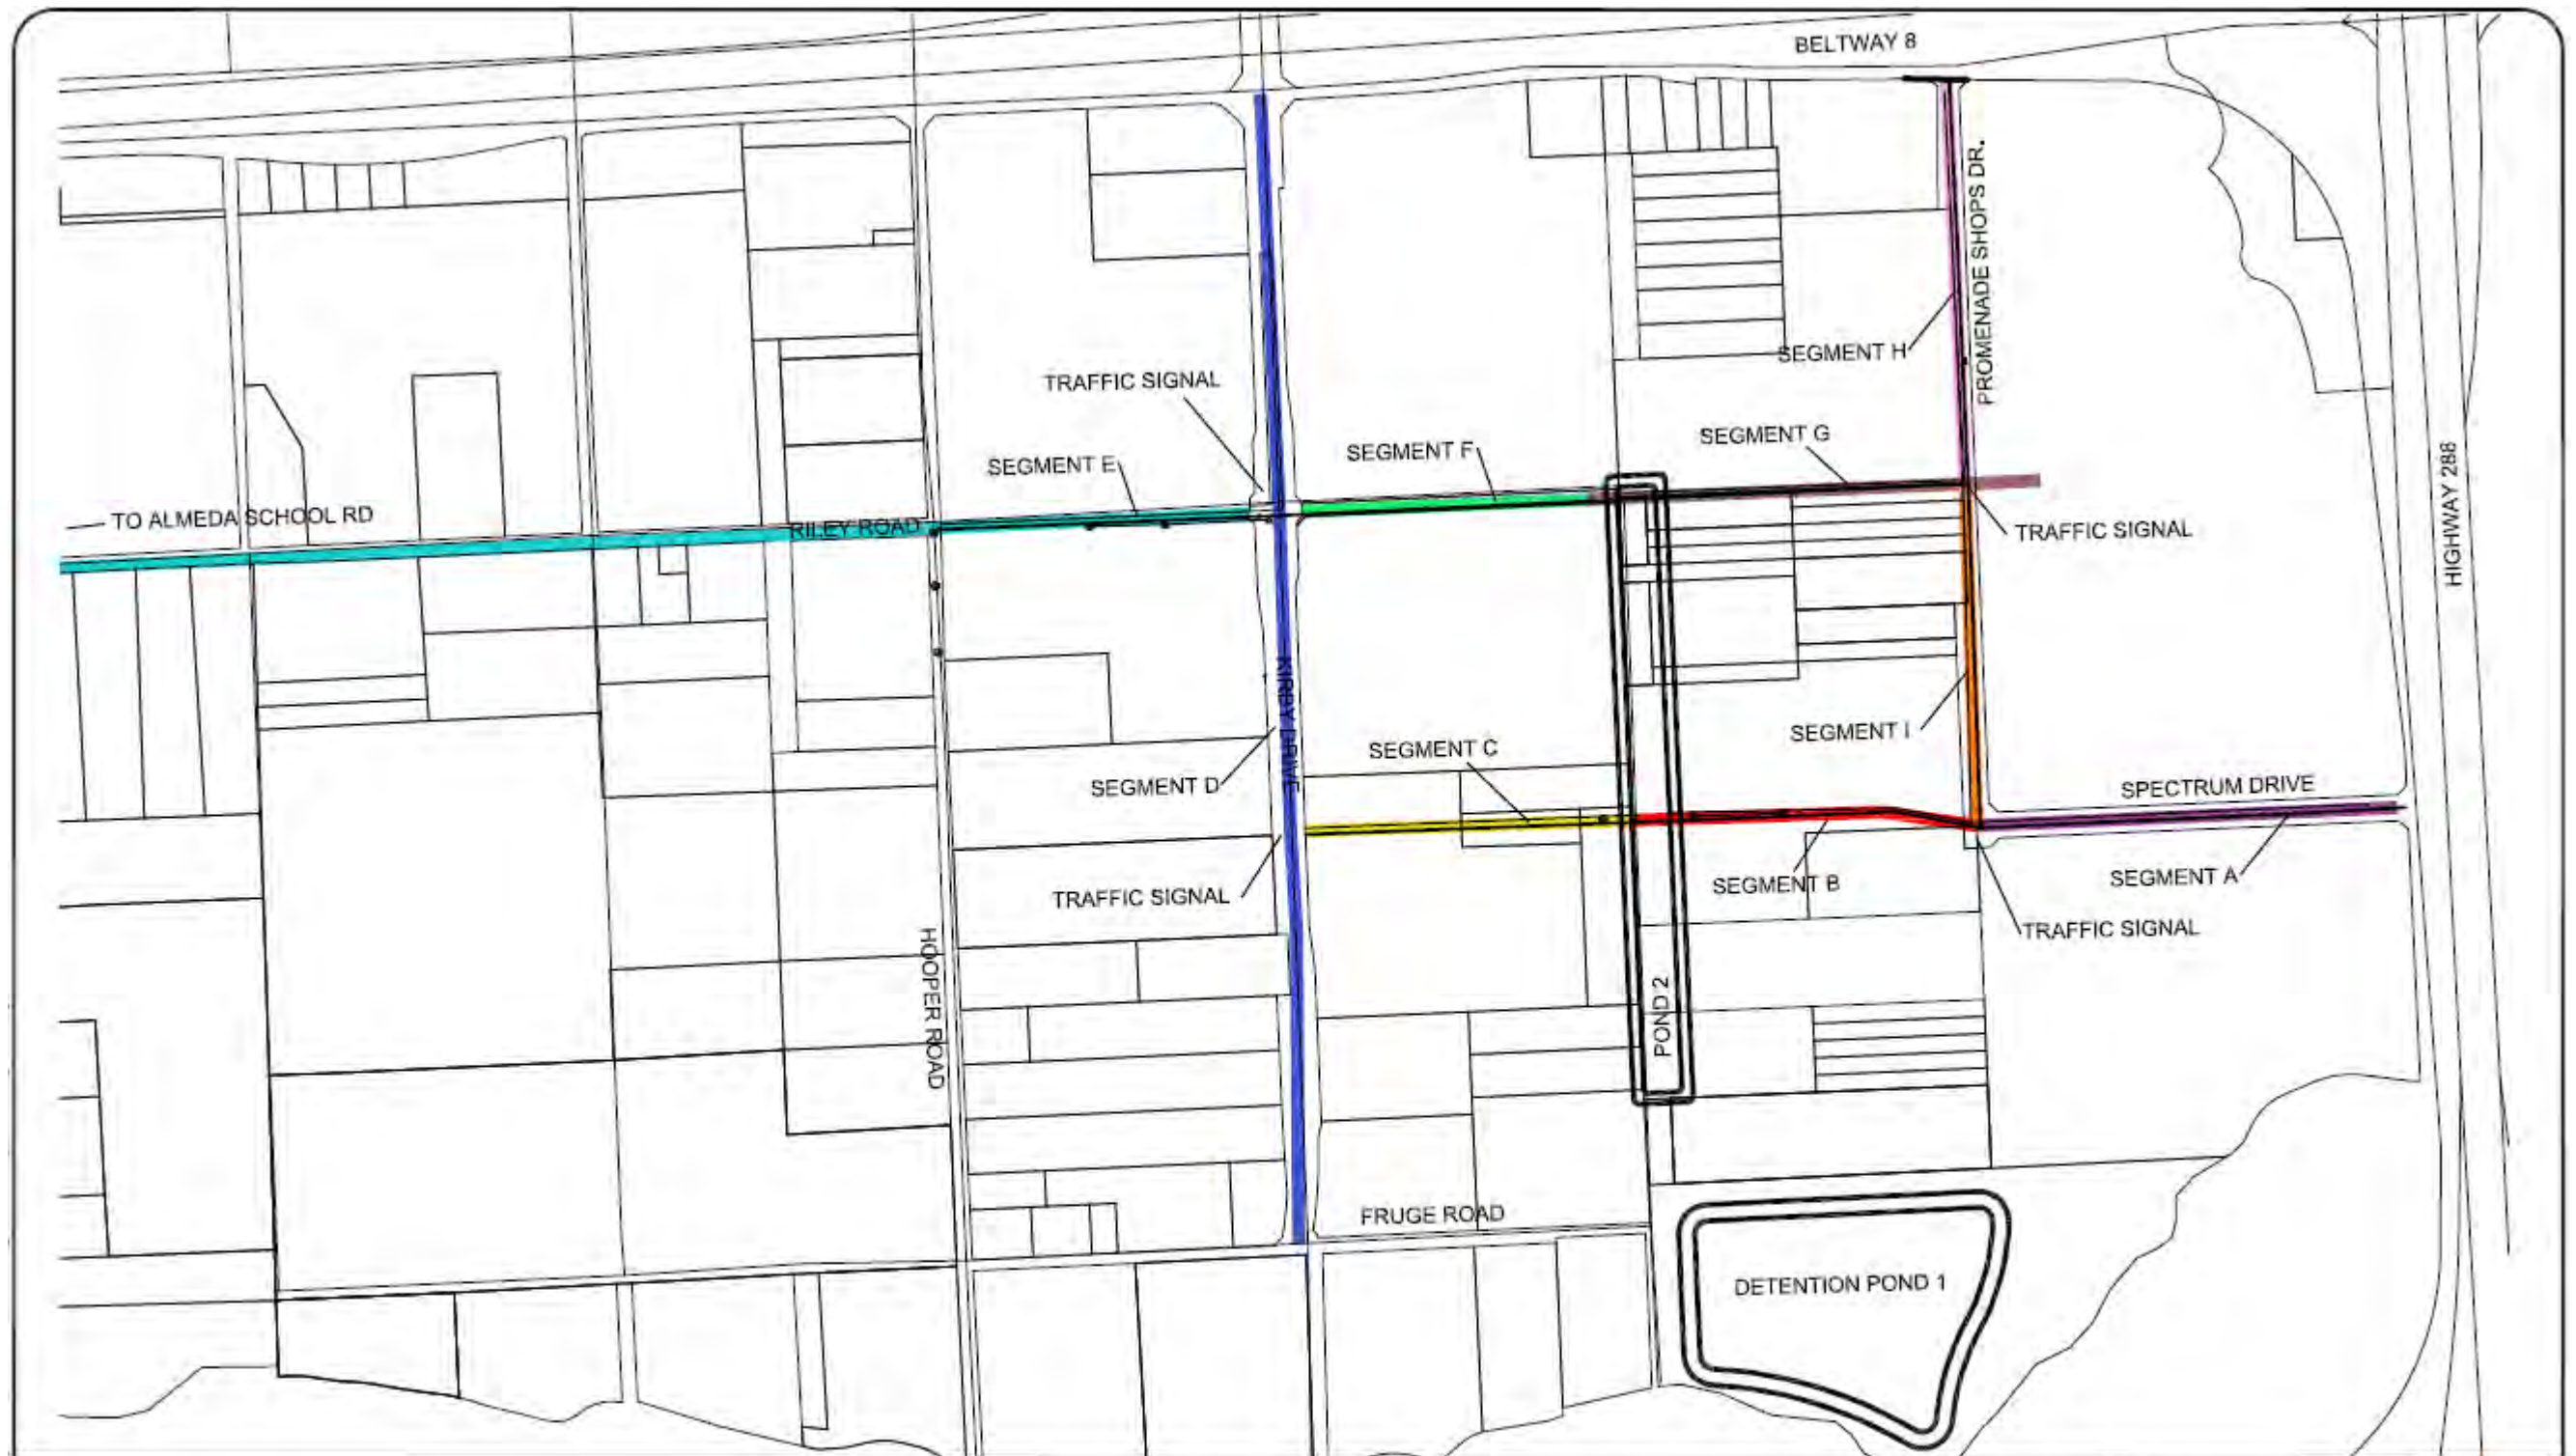 BELTWAY 8
PROMENADE SHOPS DR.
SEGMENT H
TRAFFIC SIGNAL
SEGMENT E
SEGMENT F
SEGMENT G
HIGHWAY 288
TO ALMEDA SCHOOL RD
RILEY ROAD
TRAFFIC SIGNAL
KIRBY DRIVE
SEGMENT D
SEGMENT C
SEGMENT I
SPECTRUM DRIVE
TRAFFIC SIGNAL
SEGMENT B
SEGMENT A
TRAFFIC SIGNAL
HOOPER ROAD
POND 2
FRUGE ROAD
DETENTION POND 1